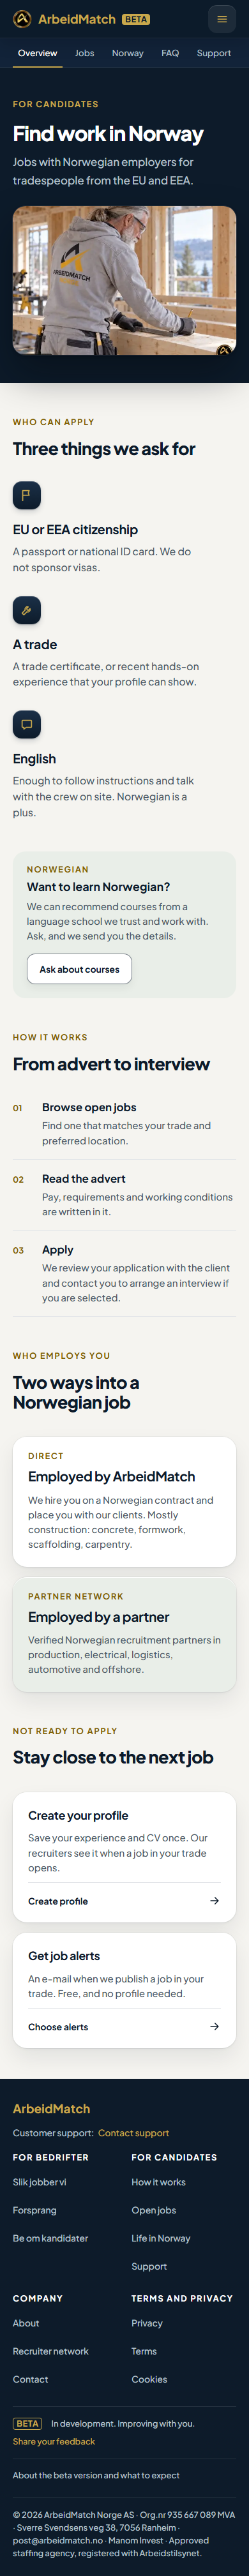 ArbeidMatch BETA
Overview Jobs Norway FAQ Support
FOR CANDIDATES
Find work in Norway
Jobs with Norwegian employers for
tradespeople from the EU and EEA.
ARBEIDMATCH
WHO CAN APPLY
Three things we ask for
EU or EEA citizenship
A passport or national ID card. We do
not sponsor visas.
A trade
A trade certificate, or recent hands-on
experience that your profile can show.
English
Enough to follow instructions and talk
with the crew on site. Norwegian is a
plus.
NORWEGIAN
Want to learn Norwegian?
We can recommend courses from a
language school we trust and work with.
Ask, and we send you the details.
Ask about courses
HOW IT WORKS
From advert to interview
01 Browse open jobs
Find one that matches your trade and
preferred location.
02 Read the advert
Pay, requirements and working conditions
are written in it.
03 Apply
We review your application with the client
and contact you to arrange an interview if
you are selected.
WHO EMPLOYS YOU
Two ways into a
Norwegian job
DIRECT
Employed by ArbeidMatch
We hire you on a Norwegian contract and
place you with our clients. Mostly
construction: concrete, formwork,
scaffolding, carpentry.
PARTNER NETWORK
Employed by a partner
Verified Norwegian recruitment partners in
production, electrical, logistics,
automotive and offshore.
NOT READY TO APPLY
Stay close to the next job
Create your profile
Save your experience and CV once. Our
recruiters see it when a job in your trade
opens.
Create profile →
Get job alerts
An e-mail when we publish a job in your
trade. Free, and no profile needed.
Choose alerts →
ArbeidMatch
Customer support: Contact support
FOR BEDRIFTER
Slik jobber vi
Forsprang
Be om kandidater
FOR CANDIDATES
How it works
Open jobs
Life in Norway
Support
COMPANY
About
Recruiter network
Contact
TERMS AND PRIVACY
Privacy
Terms
Cookies
BETA In development. Improving with you.
Share your feedback
About the beta version and what to expect
© 2026 ArbeidMatch Norge AS · Org.nr 935 667 089 MVA
· Sverre Svendsens veg 38, 7056 Ranheim ·
post@arbeidmatch.no · Manom Invest · Approved
staffing agency, registered with Arbeidstilsynet.